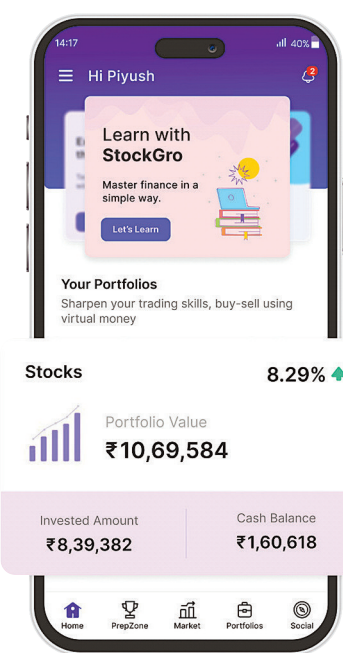 14:17
40%
Hi Piyush
2
Learn with
StockGro
Master finance in a
simple way.
Let's Learn
Your Portfolios
Sharpen your trading skills, buy-sell using
virtual money
Stocks
8.29%
Portfolio Value
₹10,69,584
Invested Amount
₹8,39,382
Cash Balance
₹1,60,618
Home
PrepZone
Market
Portfolios
Social